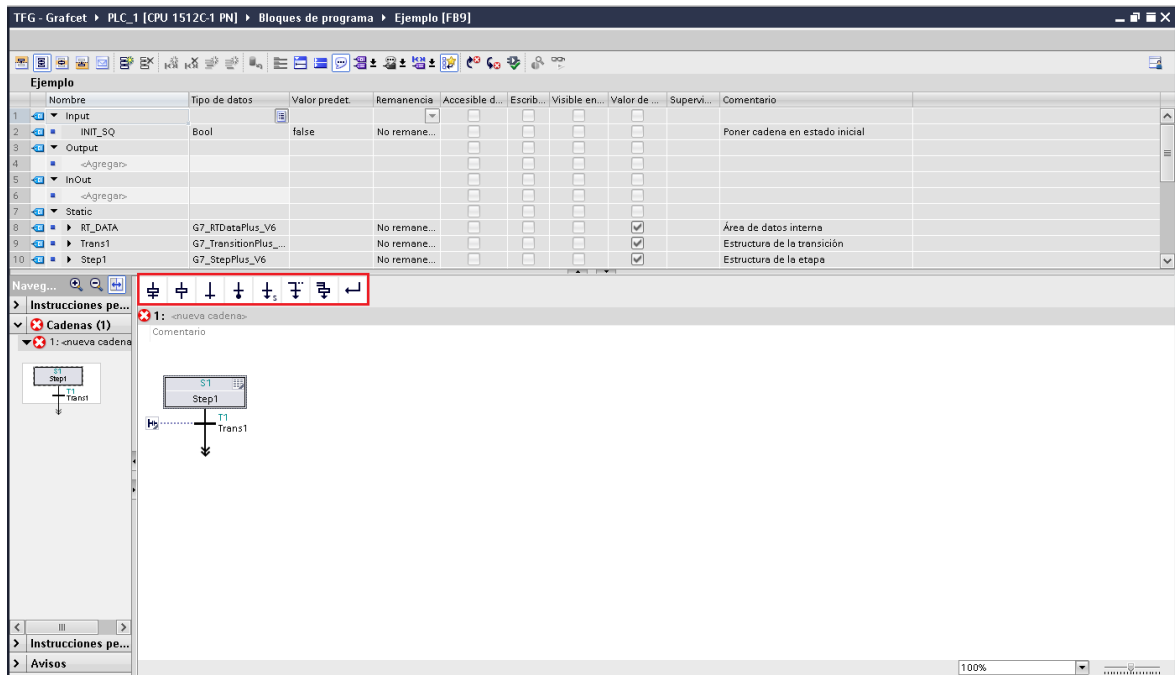 TFG - Grafcet ▸ PLC_1 [CPU 1512C-1 PN] ▸ Bloques de programa ▸ Ejemplo [FB9]
Ejemplo
Nombre Tipo de datos Valor predet. Remanencia Accesible d... Escrib... Visible en... Valor de ... Supervi... Comentario
1 Input
2 INIT_SQ Bool false No remane... Poner cadena en estado inicial
3 Output
4 <Agregar>
5 InOut
6 <Agregar>
7 Static
8 RT_DATA G7_RTDataPlus_V6 No remane... Área de datos interna
9 Trans1 G7_TransitionPlus_... No remane... Estructura de la transición
10 Step1 G7_StepPlus_V6 No remane... Estructura de la etapa
Naveg...
Instrucciones pe...
Cadenas (1)
1: <nueva cadena
S1
Step1
T1
Trans1
Instrucciones pe...
Avisos
S
1: <nueva cadena>
Comentario
S1
Step1
T1
Trans1
100%